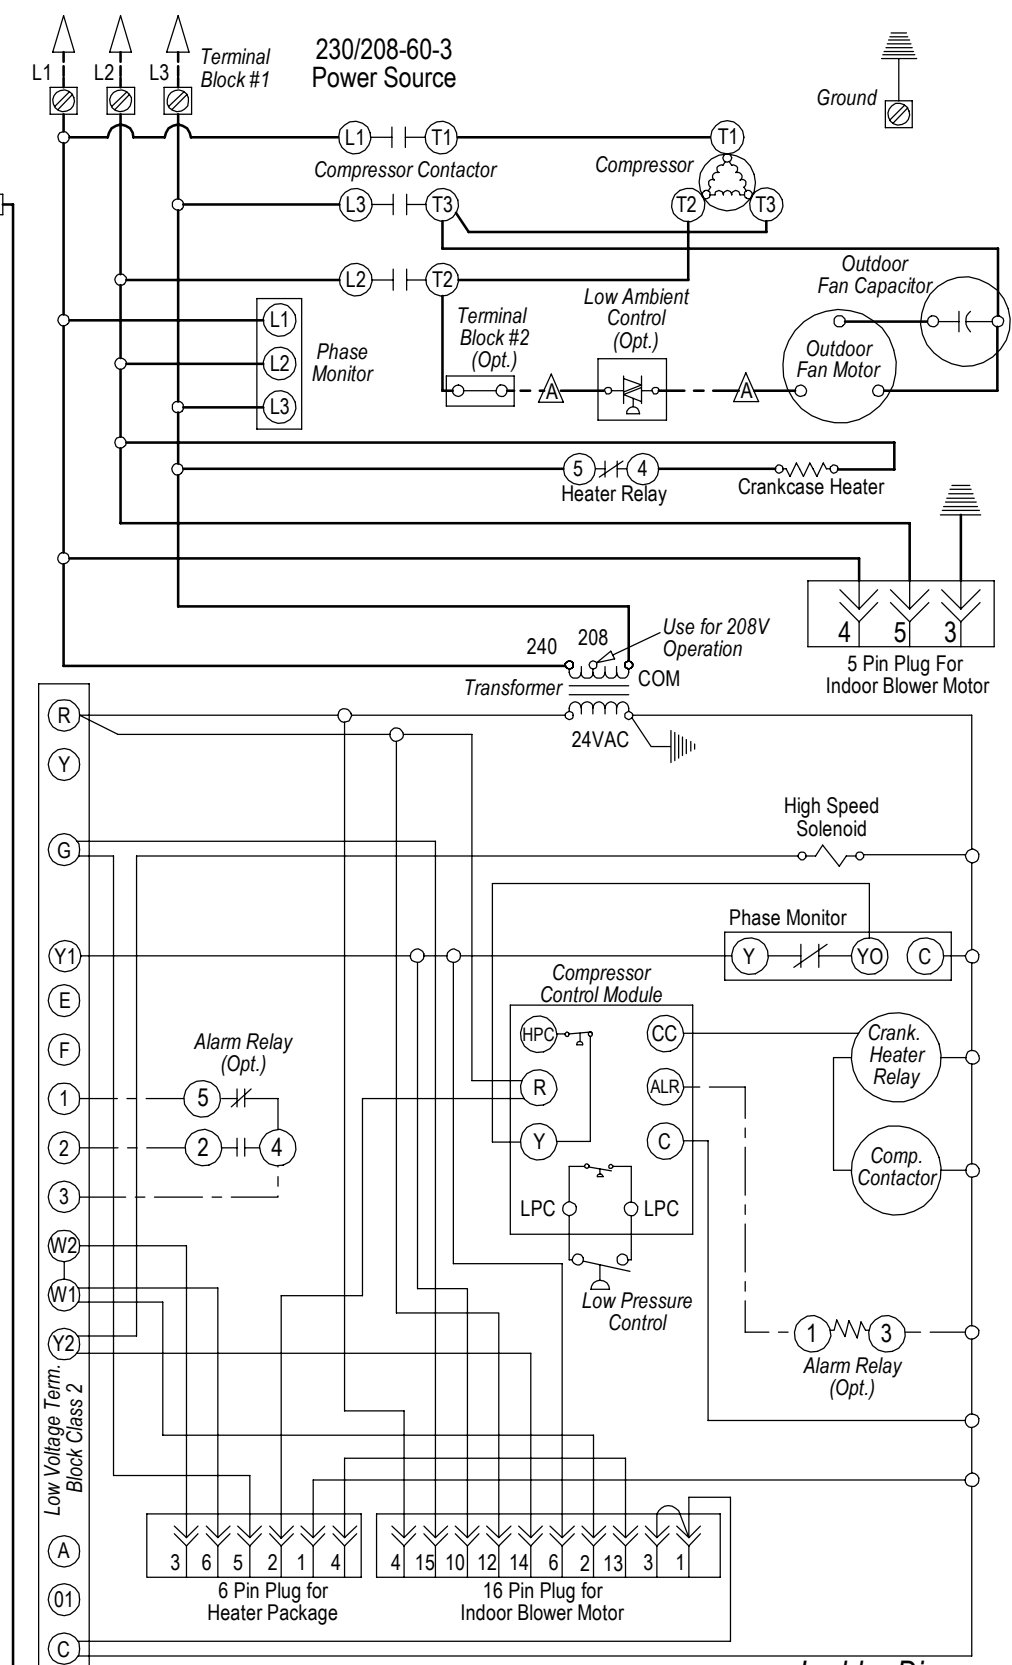 230/208-60-3
Power Source
L1
L2
L3
Terminal
Block #1
Ground
L1
T1
Compressor Contactor
Compressor
T1
T2
T3
L3
T3
L2
T2
Outdoor
Fan Capacitor
Low Ambient
Control
(Opt.)
Terminal
Block #2
(Opt.)
L1
L2
L3
Phase
Monitor
A
A
Outdoor
Fan Motor
5
4
Heater Relay
Crankcase Heater
4
5
3
5 Pin Plug For
Indoor Blower Motor
240
208
Use for 208V
Operation
Transformer
COM
24VAC
R
Y
G
High Speed
Solenoid
Phase Monitor
Y1
Y
YO
C
E
F
Compressor
Control Module
HPC
CC
R
ALR
Y
C
LPC
LPC
Low Pressure
Control
Crank.
Heater
Relay
Comp.
Contactor
Alarm Relay
(Opt.)
1
5
2
2
4
3
W2
W1
Y2
1
3
Alarm Relay
(Opt.)
Low Voltage Term.
Block Class 2
3
6
5
2
1
4
6 Pin Plug for
Heater Package
4
15
10
12
14
6
2
13
3
1
16 Pin Plug for
Indoor Blower Motor
A
01
C